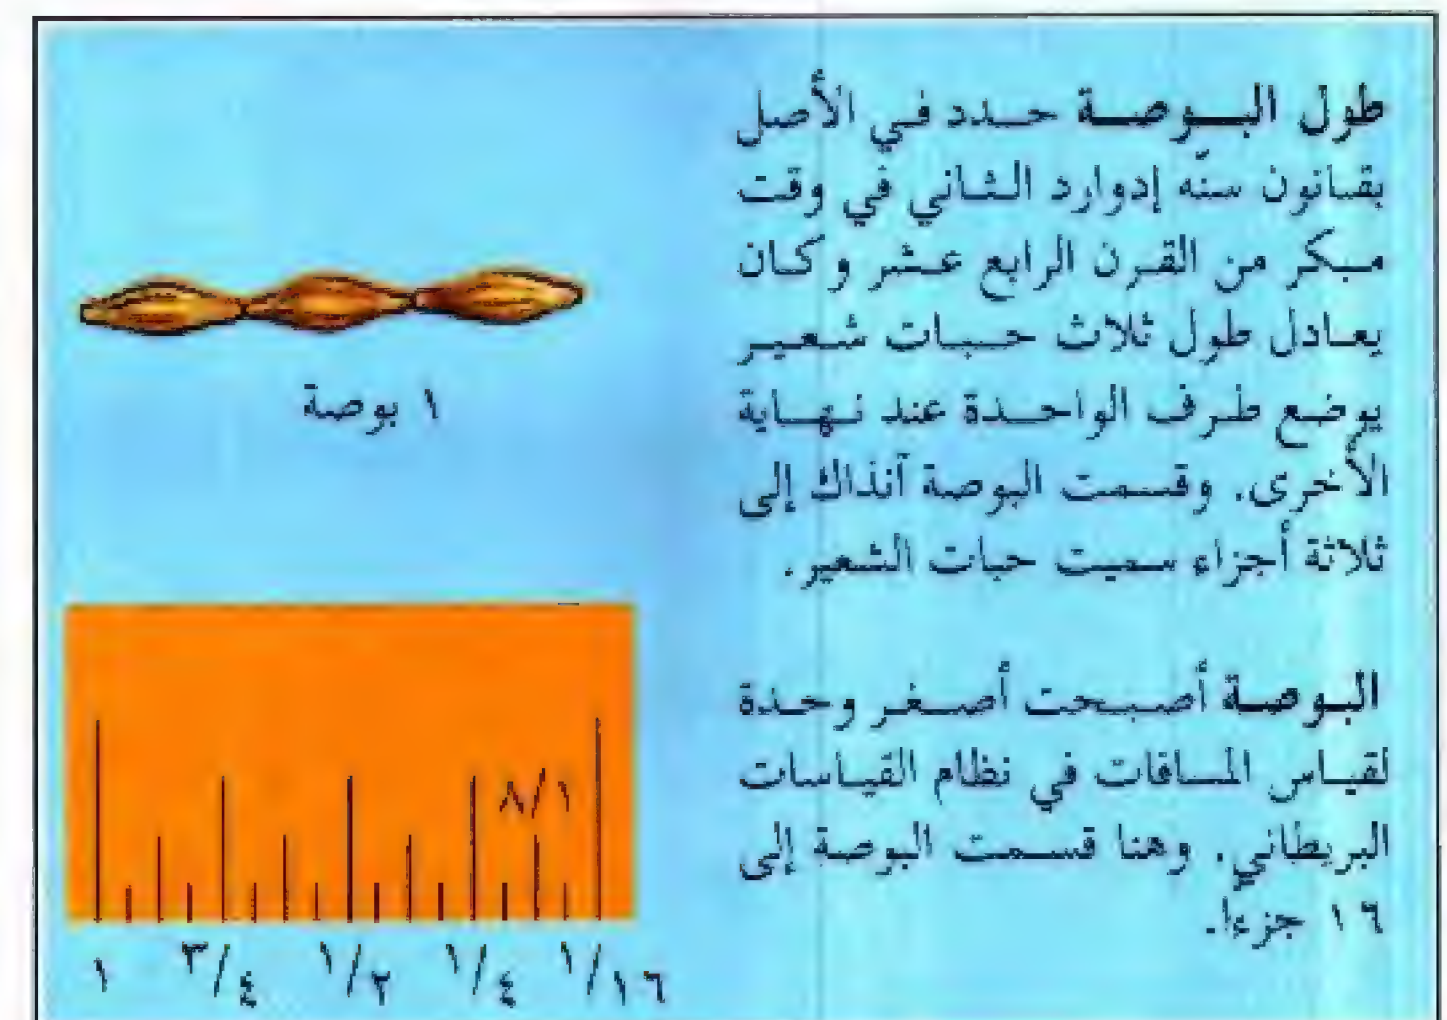 طول البوصة حدد في الأصل
بقانون سنّه إدوارد الثاني في وقت
مبكر من القرن الرابع عشر وكان
يعادل طول ثلاث حبات شعير
يوضع طرف الواحدة عند نهاية
الأخرى. وقسمت البوصة آنذاك إلى
ثلاثة أجزاء سميت حبات الشعير.
١ بوصة
البوصة أصبحت أصغر وحدة
لقياس المسافات في نظام القياسات
البريطاني. وهنا قسمت البوصة إلى
١٦ جزءا.
٨/١
١/١٦ ١/٤ ١/٢ ٣/٤ ١